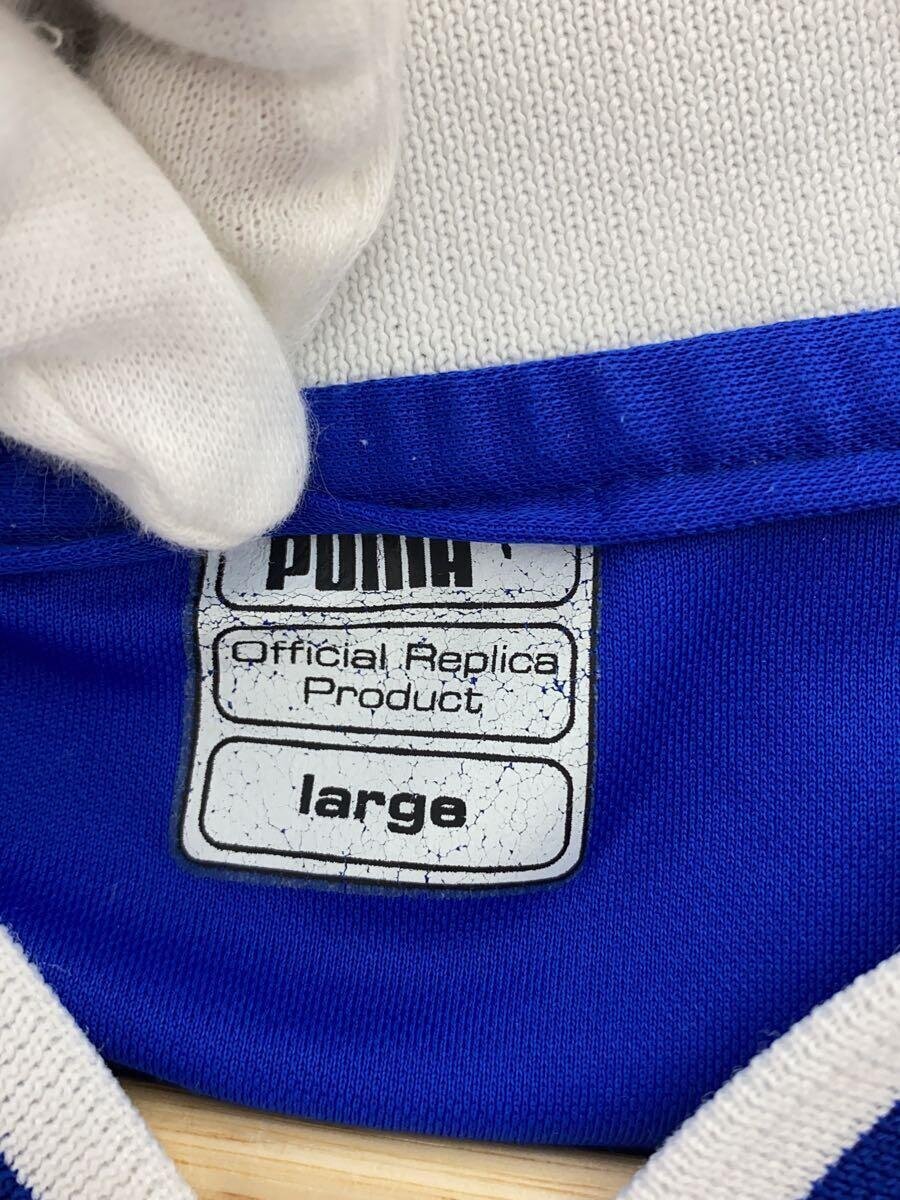 PUMA
Official Replica
Product
large